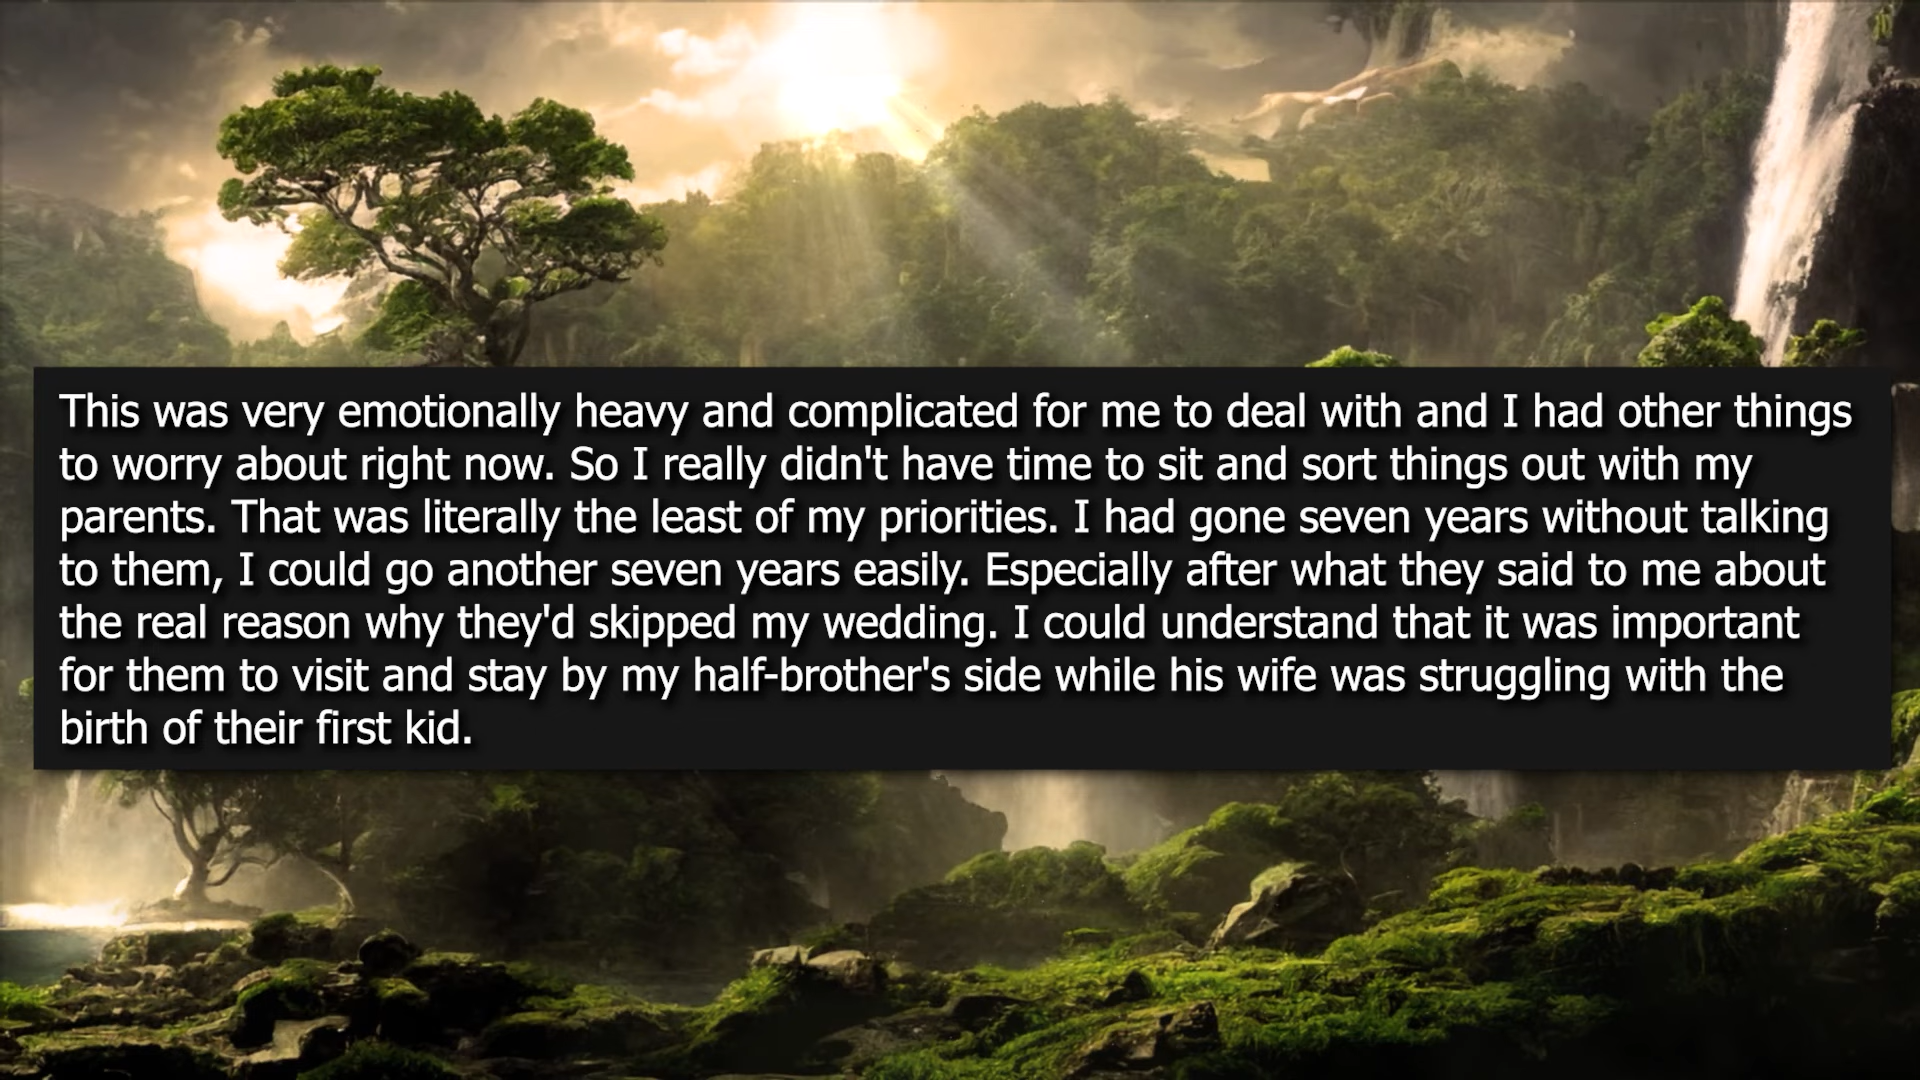 This was very emotionally heavy and complicated for me to deal with and I had other things
to worry about right now. So I really didn't have time to sit and sort things out with my
parents. That was literally the least of my priorities. I had gone seven years without talking
to them, I could go another seven years easily. Especially after what they said to me about
the real reason why they'd skipped my wedding. I could understand that it was important
for them to visit and stay by my half-brother's side while his wife was struggling with the
birth of their first kid.